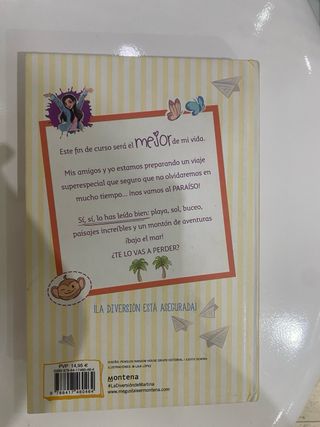 Este fin de curso será el mejor de mi vida.
Mis amigos y yo estamos preparando un viaje
superespecial que seguro que no olvidaremos en
mucho tiempo... ¡nos vamos al PARAÍSO!
Sí, sí, lo has leído bien: playa, sol, buceo,
paisajes increíbles y un montón de aventuras
¡bajo el mar!
¿TE LO VAS A PERDER?
¡LA DIVERSIÓN ESTÁ ASEGURADA!
PVP 14,95 €
Montena
#LaDiversiónDeMartina
www.megustaleermontena.com